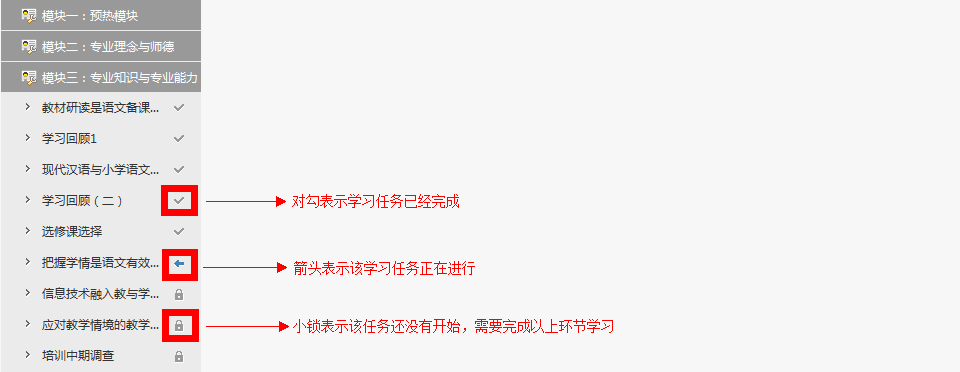 模块一：预热模块
模块二：专业理念与师德
模块三：专业知识与专业能力
教材研读是语文备课...
学习回顾1
现代汉语与小学语文...
学习回顾（二）
对勾表示学习任务已经完成
选修课选择
把握学情是语文有效...
箭头表示该学习任务正在进行
信息技术融入教与学...
应对教学情境的教学...
小锁表示该任务还没有开始，需要完成以上环节学习
培训中期调查